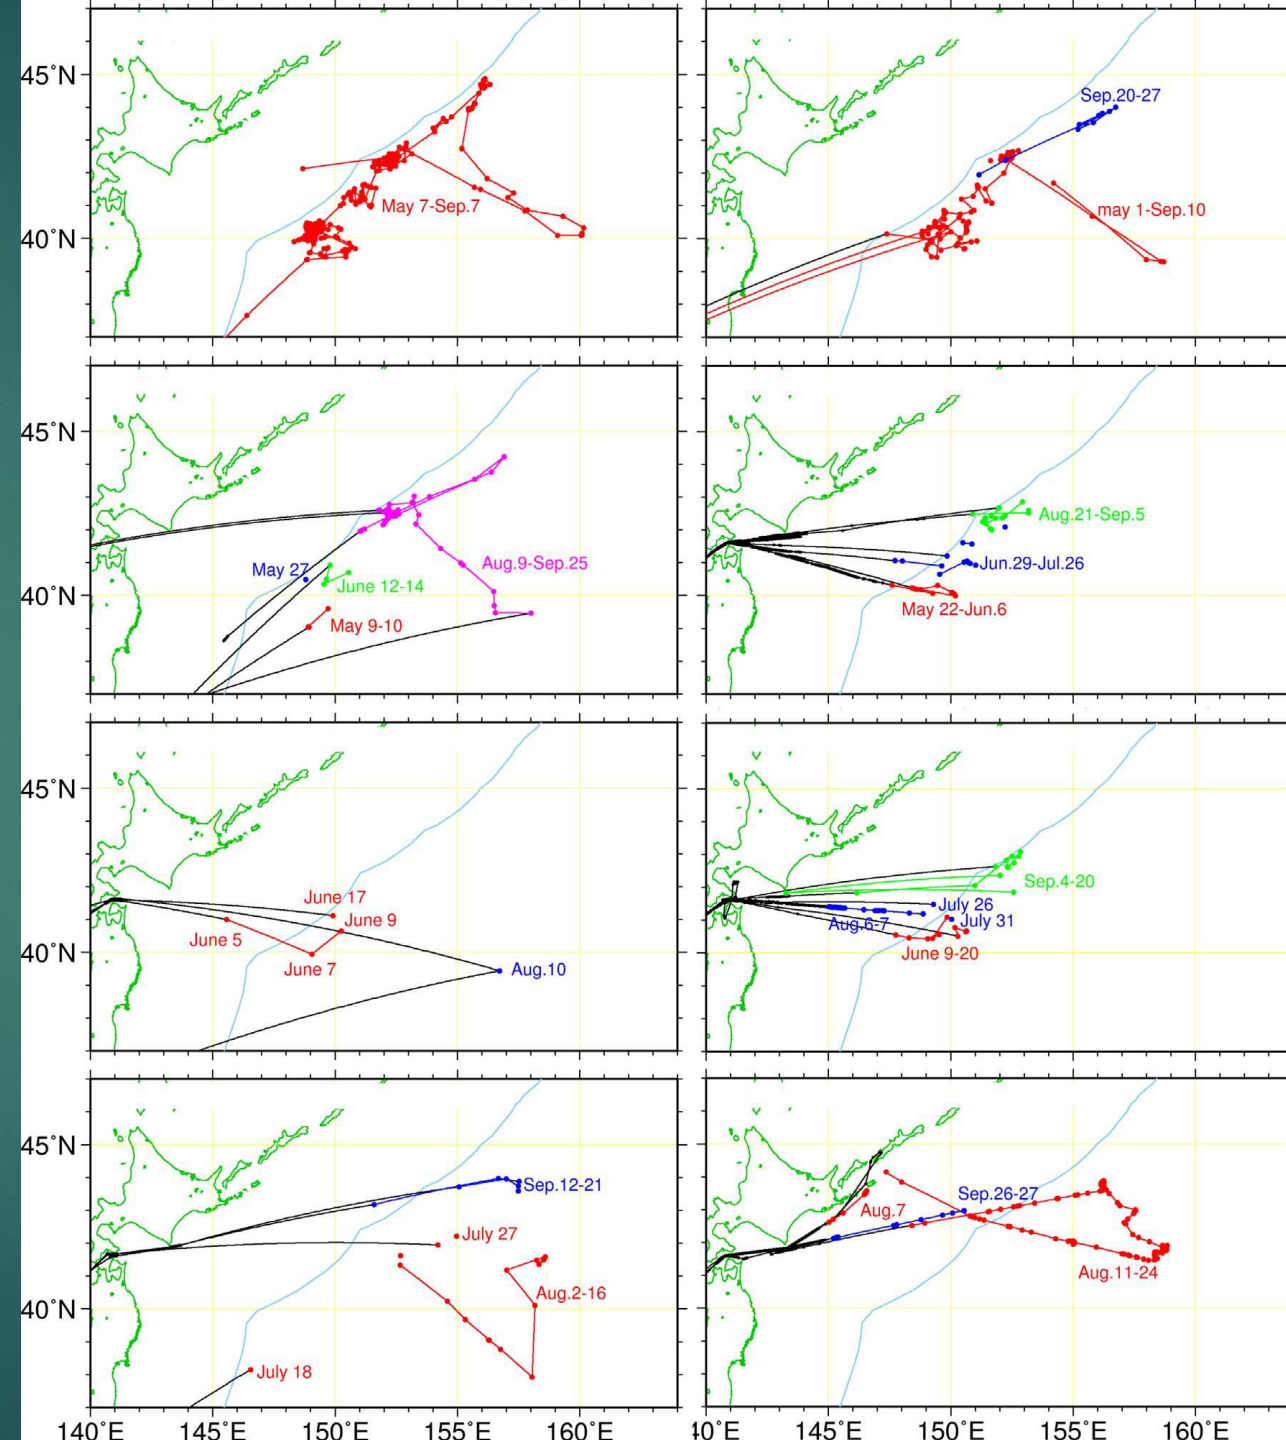 45°N
May 7-Sep.7
40°N
Sep.20-27
may 1-Sep.10
45°N
May 27
June 12-14
Aug.9-Sep.25
40°N
May 9-10
Aug.21-Sep.5
Jun.29-Jul.26
May 22-Jun.6
45°N
June 17
June 9
June 5
40°N
June 7
Aug.10
Sep.4-20
July 26
Aug.6-7
July 31
June 9-20
45°N
Sep.12-21
July 27
Aug.2-16
40°N
July 18
Sep.26-27
Aug.7
Aug.11-24
140°E 145°E 150°E 155°E 160°E
40°E 145°E 150°E 155°E 160°E